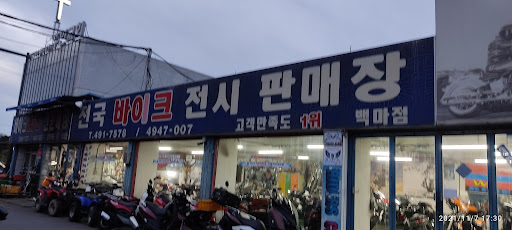 전국 바이크 전시 판매장
7.491-7578 / 4947-007
고객만족도 1위 백마점
2021/11/7 17:30